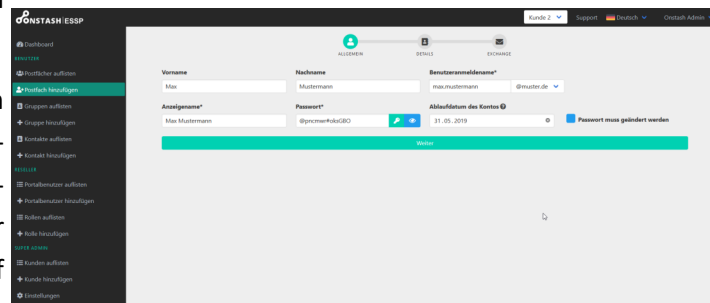 ONSTASH ESSP
Kunde 2
Support
Deutsch
Onstash Admin
Dashboard
BENUTZER
Postfächer auflisten
Postfach hinzufügen
Gruppen auflisten
Gruppe hinzufügen
Kontakte auflisten
Kontakt Hinzufügen
RESELLER
Portalbenutzer auflisten
Portalbenutzer hinzufügen
Rollen auflisten
Rolle hinzufügen
SUPER ADMIN
Kunden auflisten
Kunde hinzufügen
Einstellungen
ALLGEMEIN
DETAILS
EXCHANGE
Vorname
Nachname
Benutzeranmeldename*
Max
Mustermann
max.mustermann
@muster.de
Anzeigename*
Passwort*
Ablaufdatum des Kontos
Max Mustermann
@pncmwr#oksGBO
31.05.2019
Passwort muss geändert werden
Weiter